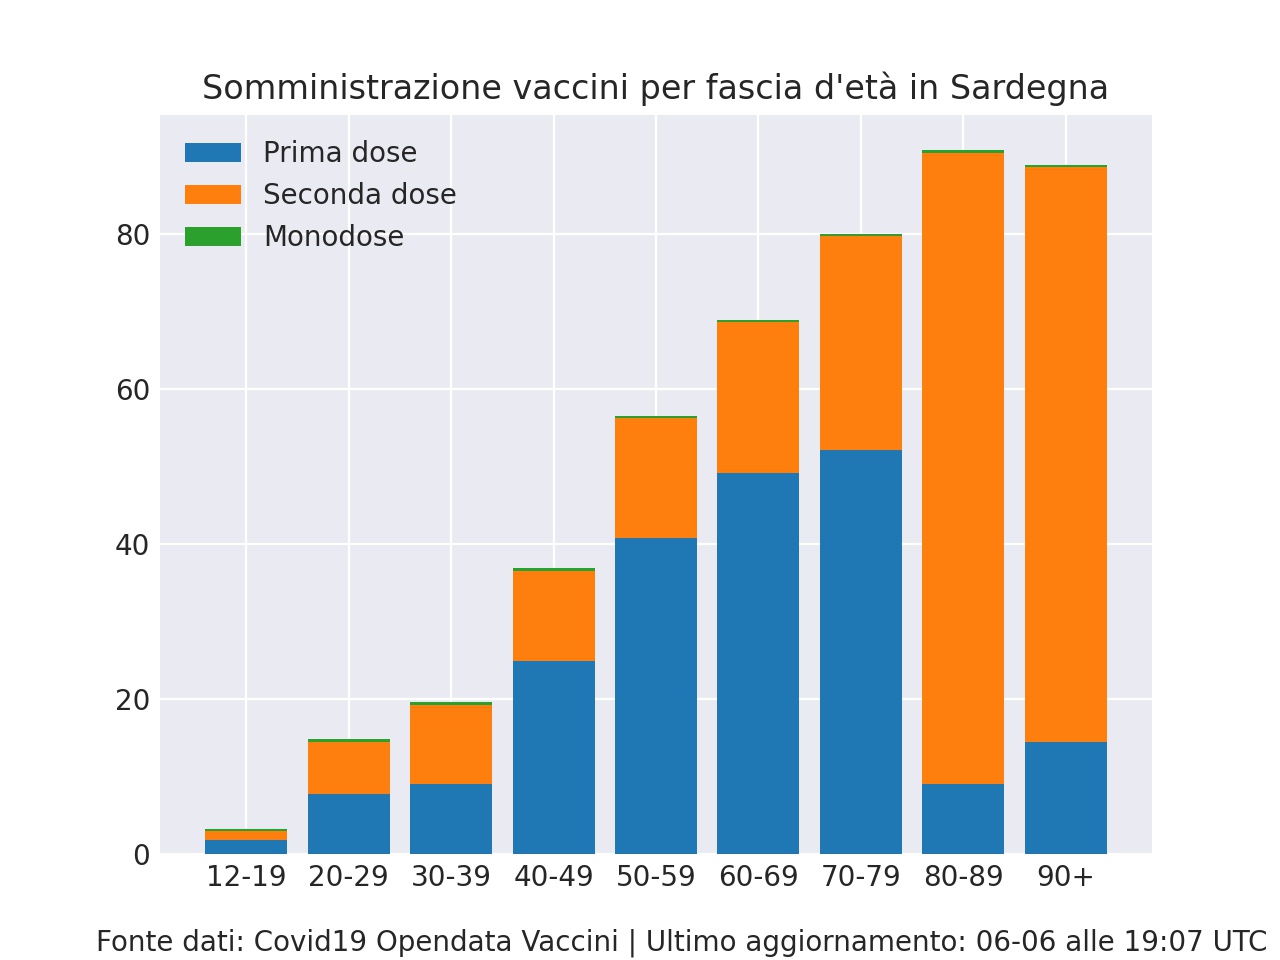 Somministrazione vaccini per fascia d'età in Sardegna
Prima dose
Seconda dose
Monodose
80
60
40
20
0
12-19 20-29 30-39 40-49 50-59 60-69 70-79 80-89 90+
Fonte dati: Covid19 Opendata Vaccini | Ultimo aggiornamento: 06-06 alle 19:07 UTC